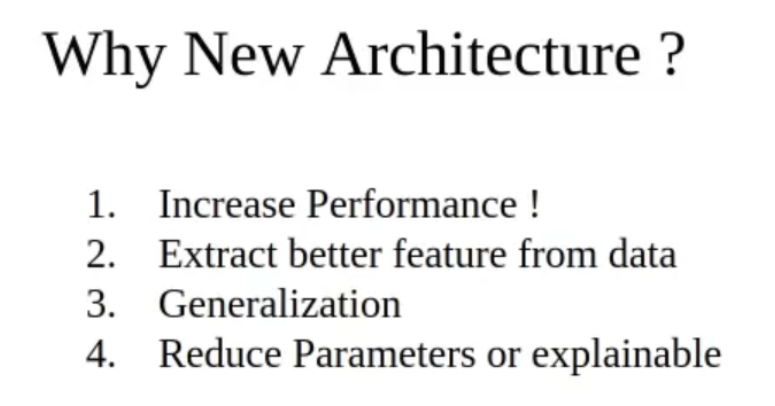 Why New Architecture ?
1. Increase Performance !
2. Extract better feature from data
3. Generalization
4. Reduce Parameters or explainable